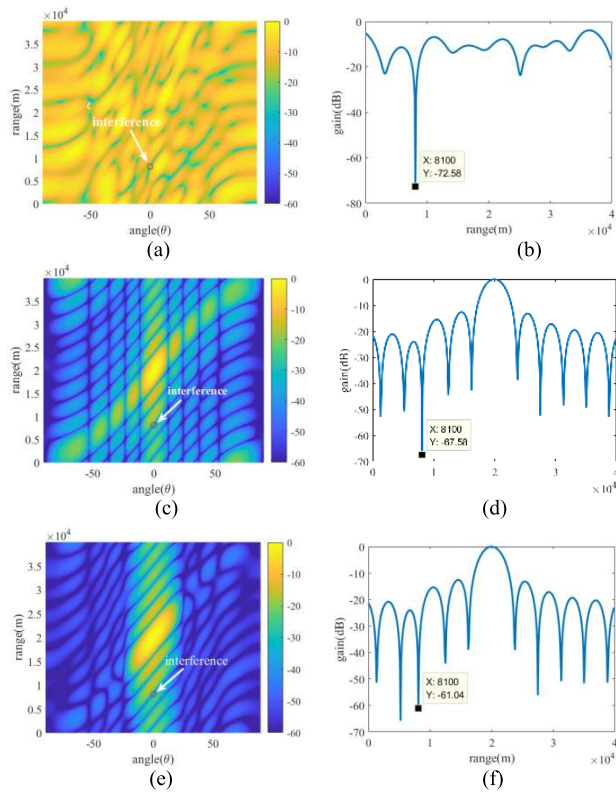 ×10⁴
3.5
3
2.5
2
1.5
1
0.5
0
range(m)
interference
-50 0 50
angle(θ)
0
-10
-20
-30
-40
-50
-60
(a)
0
-20
-40
-60
-80
gain(dB)
X: 8100
Y: -72.58
0 1 2 3 4
range(m)
×10⁴
(b)
×10⁴
3.5
3
2.5
2
1.5
1
0.5
0
range(m)
interference
-50 0 50
angle(θ)
0
-10
-20
-30
-40
-50
-60
(c)
0
-10
-20
-30
-40
-50
-60
-70
gain(dB)
X: 8100
Y: -67.58
0 1 2 3 4
range(m)
×10⁴
(d)
×10⁴
3.5
3
2.5
2
1.5
1
0.5
0
range(m)
interference
-50 0 50
angle(θ)
0
-10
-20
-30
-40
-50
-60
(e)
0
-10
-20
-30
-40
-50
-60
-70
gain(dB)
X: 8100
Y: -61.04
0 1 2 3 4
range(m)
×10⁴
(f)